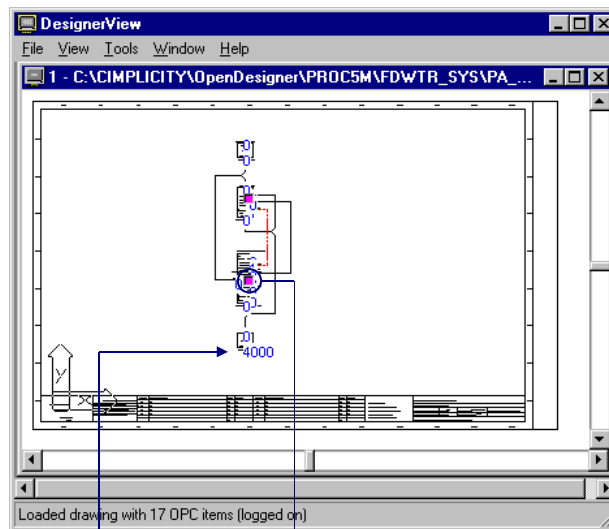 DesignerView
File View Tools Window Help
1 - C:\CIMPLICITY\OpenDesigner\PROC5M\FDWTR_SYS\PA_...
4000
Y
X
Loaded drawing with 17 OPC items (logged on)